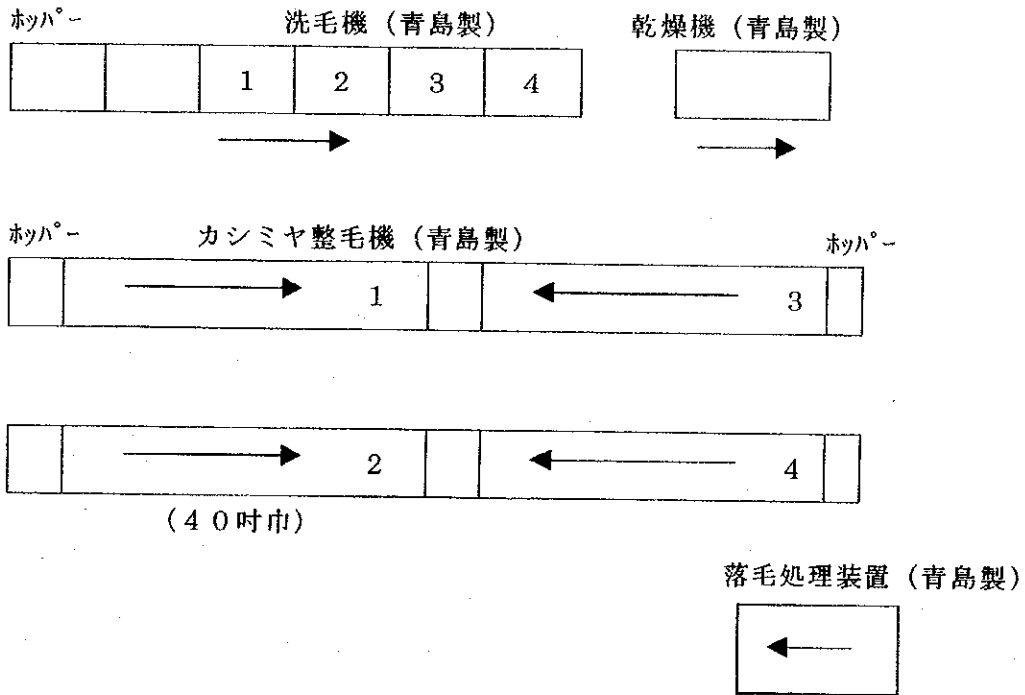 ﾎｯﾊﾟｰ 洗毛機（青島製） 乾燥機（青島製）
1 2 3 4
ﾎｯﾊﾟｰ カシミヤ整毛機（青島製） ﾎｯﾊﾟｰ
1 3
2 4
（４０吋巾）
落毛処理装置（青島製）